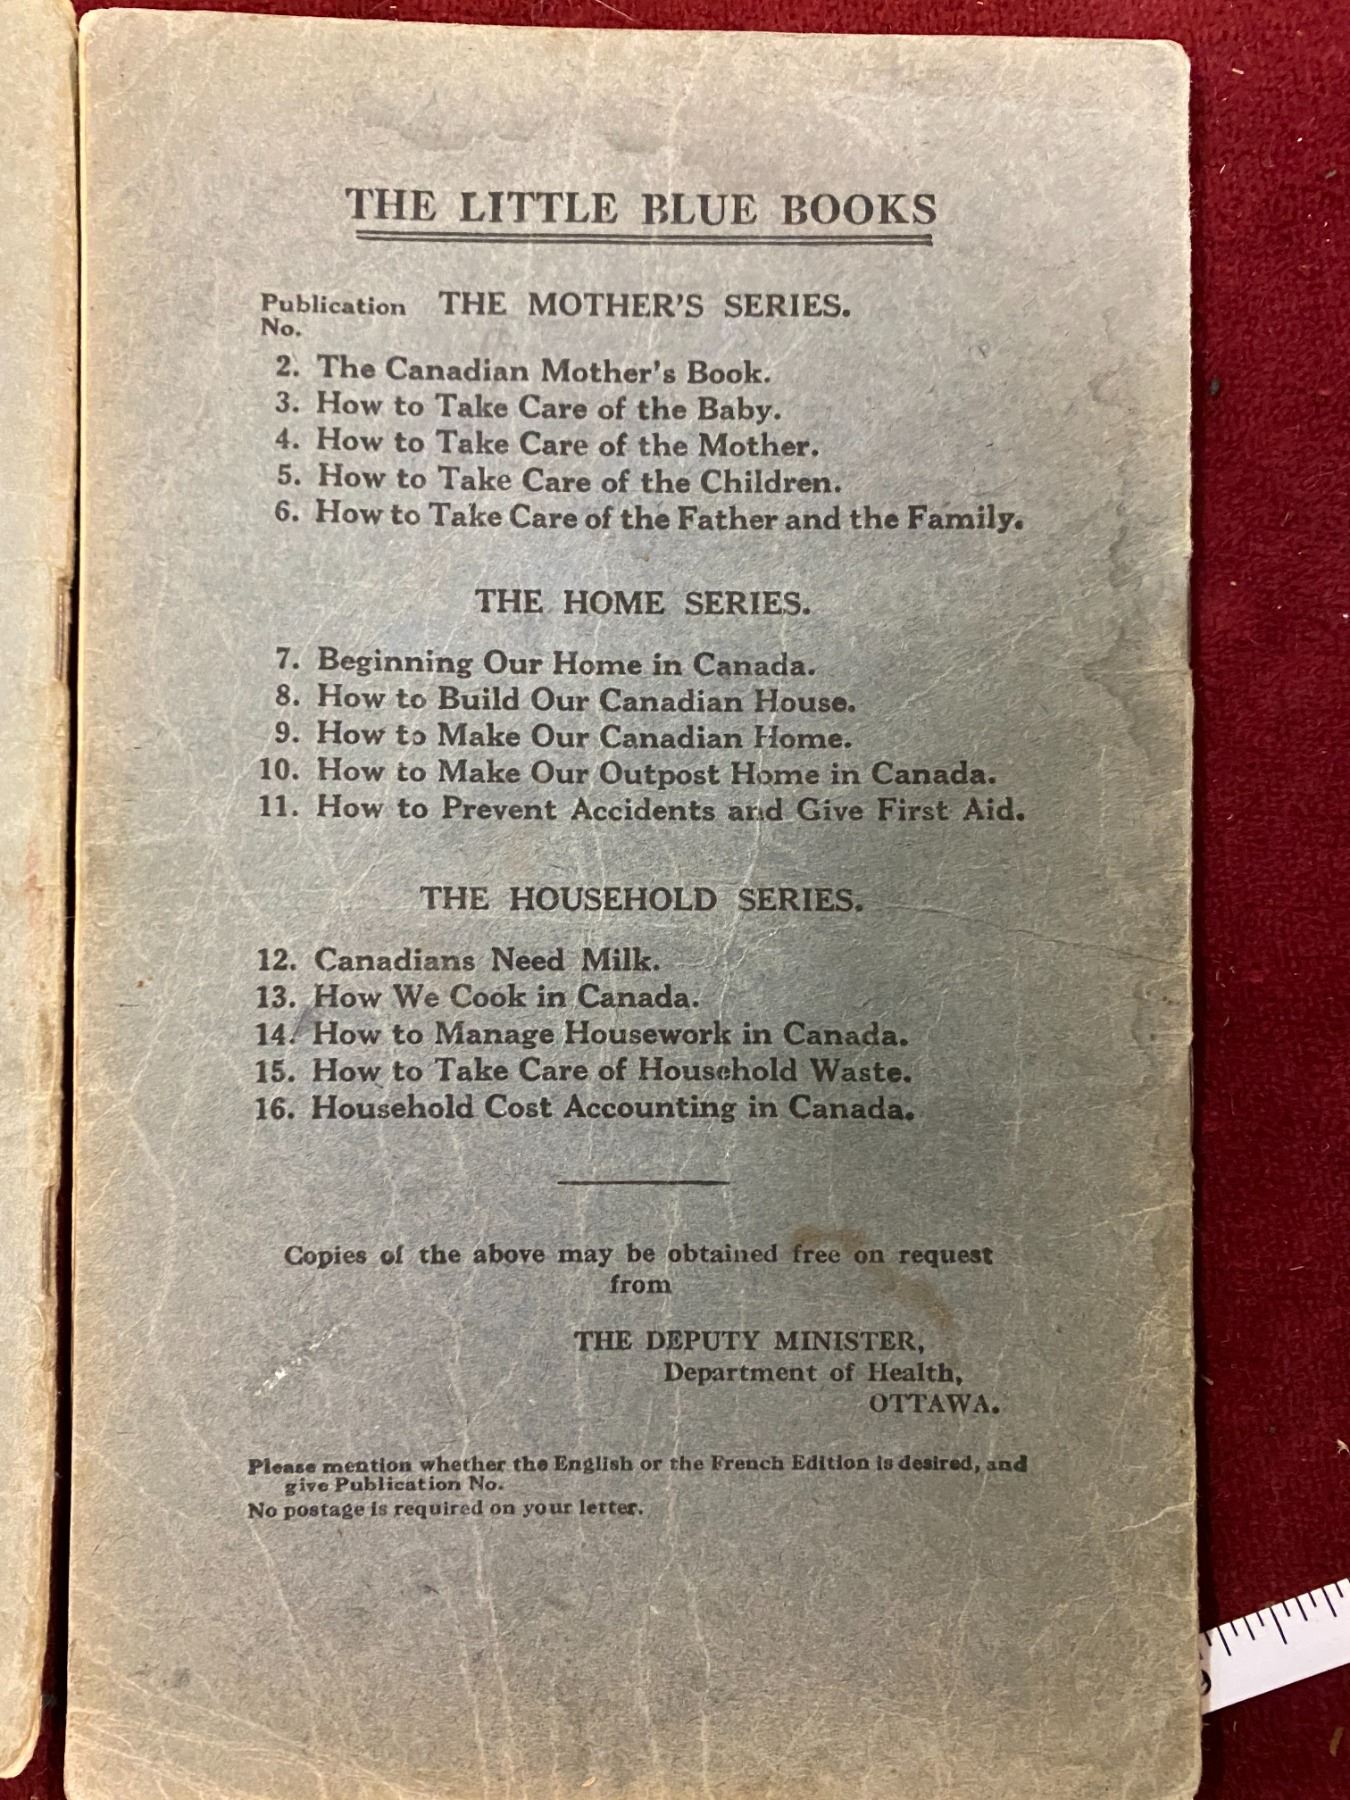 THE LITTLE BLUE BOOKS
Publication THE MOTHER'S SERIES.
No.
2. The Canadian Mother's Book.
3. How to Take Care of the Baby.
4. How to Take Care of the Mother.
5. How to Take Care of the Children.
6. How to Take Care of the Father and the Family.
THE HOME SERIES.
7. Beginning Our Home in Canada.
8. How to Build Our Canadian House.
9. How to Make Our Canadian Home.
10. How to Make Our Outpost Home in Canada.
11. How to Prevent Accidents and Give First Aid.
THE HOUSEHOLD SERIES.
12. Canadians Need Milk.
13. How We Cook in Canada.
14. How to Manage Housework in Canada.
15. How to Take Care of Household Waste.
16. Household Cost Accounting in Canada.
Copies of the above may be obtained free on request
from
THE DEPUTY MINISTER,
Department of Health,
OTTAWA.
Please mention whether the English or the French Edition is desired, and
give Publication No.
No postage is required on your letter.